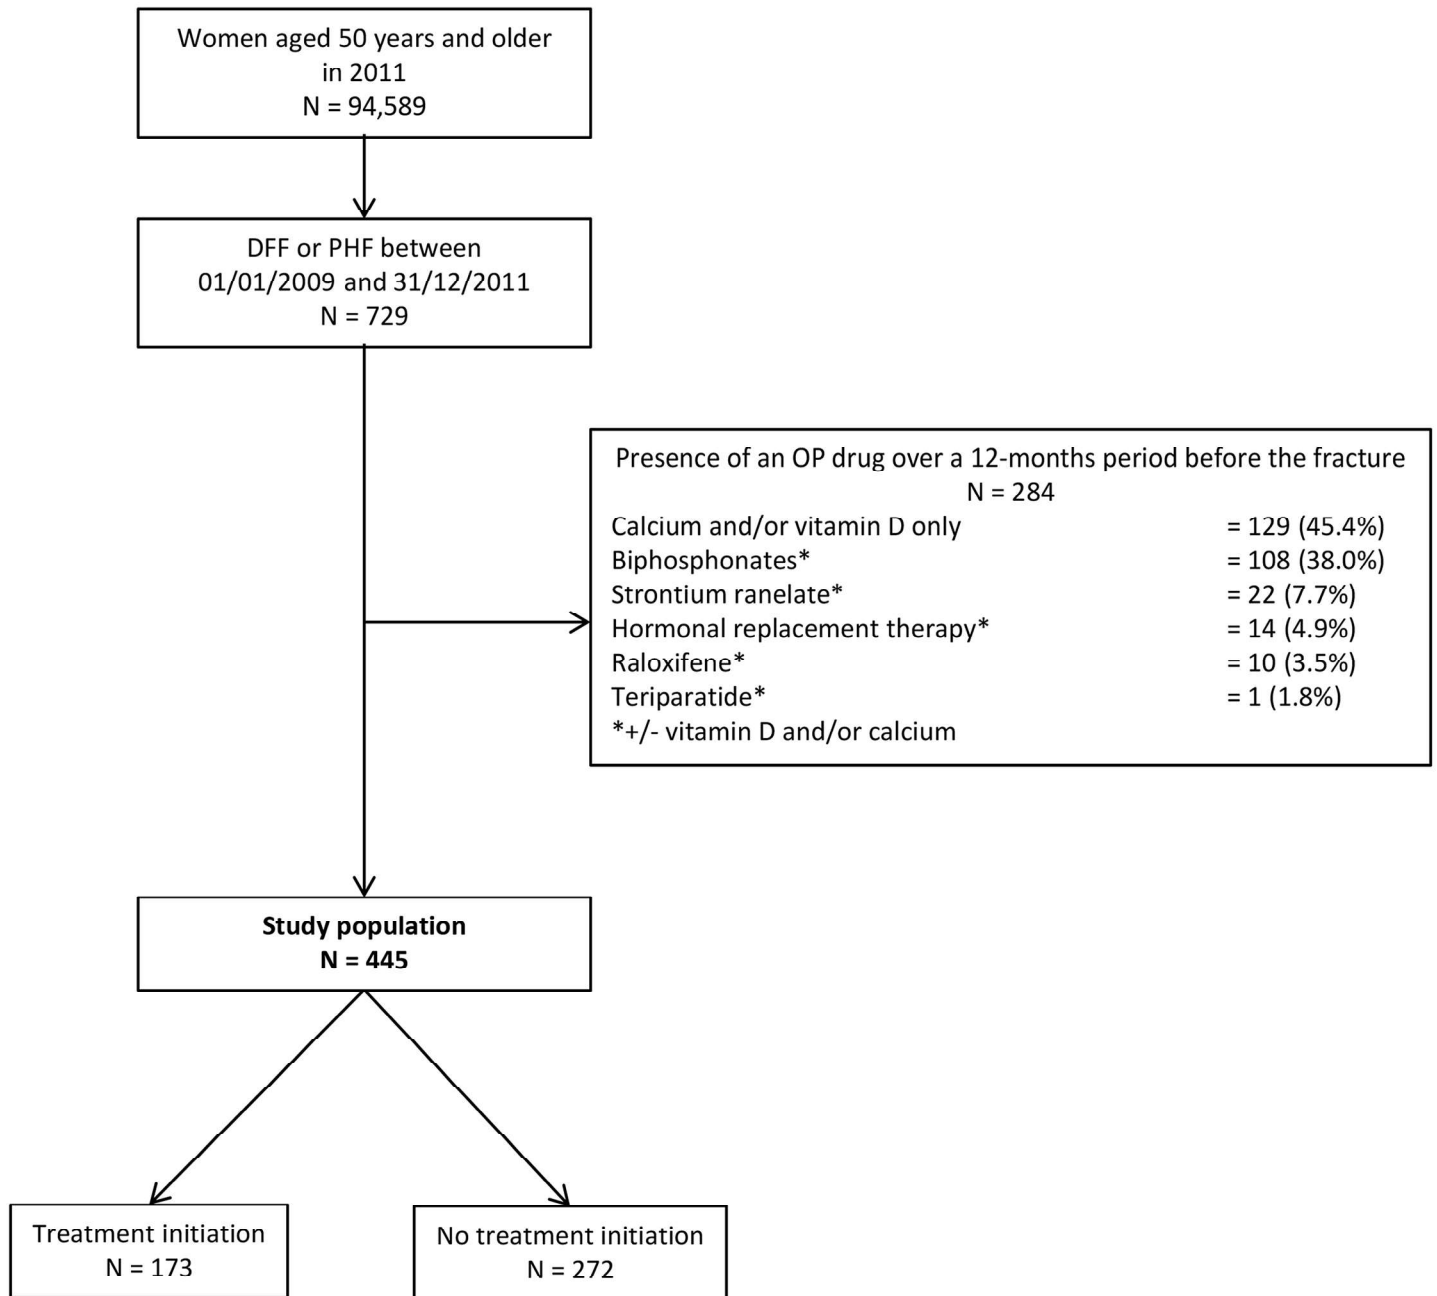 Women aged 50 years and older
in 2011
N = 94,589
DFF or PHF between
01/01/2009 and 31/12/2011
N = 729
Presence of an OP drug over a 12-months period before the fracture
N = 284
Calcium and/or vitamin D only = 129 (45.4%)
Biphosphonates* = 108 (38.0%)
Strontium ranelate* = 22 (7.7%)
Hormonal replacement therapy* = 14 (4.9%)
Raloxifene* = 10 (3.5%)
Teriparatide* = 1 (1.8%)
*+/- vitamin D and/or calcium
Study population
N = 445
Treatment initiation
N = 173
No treatment initiation
N = 272